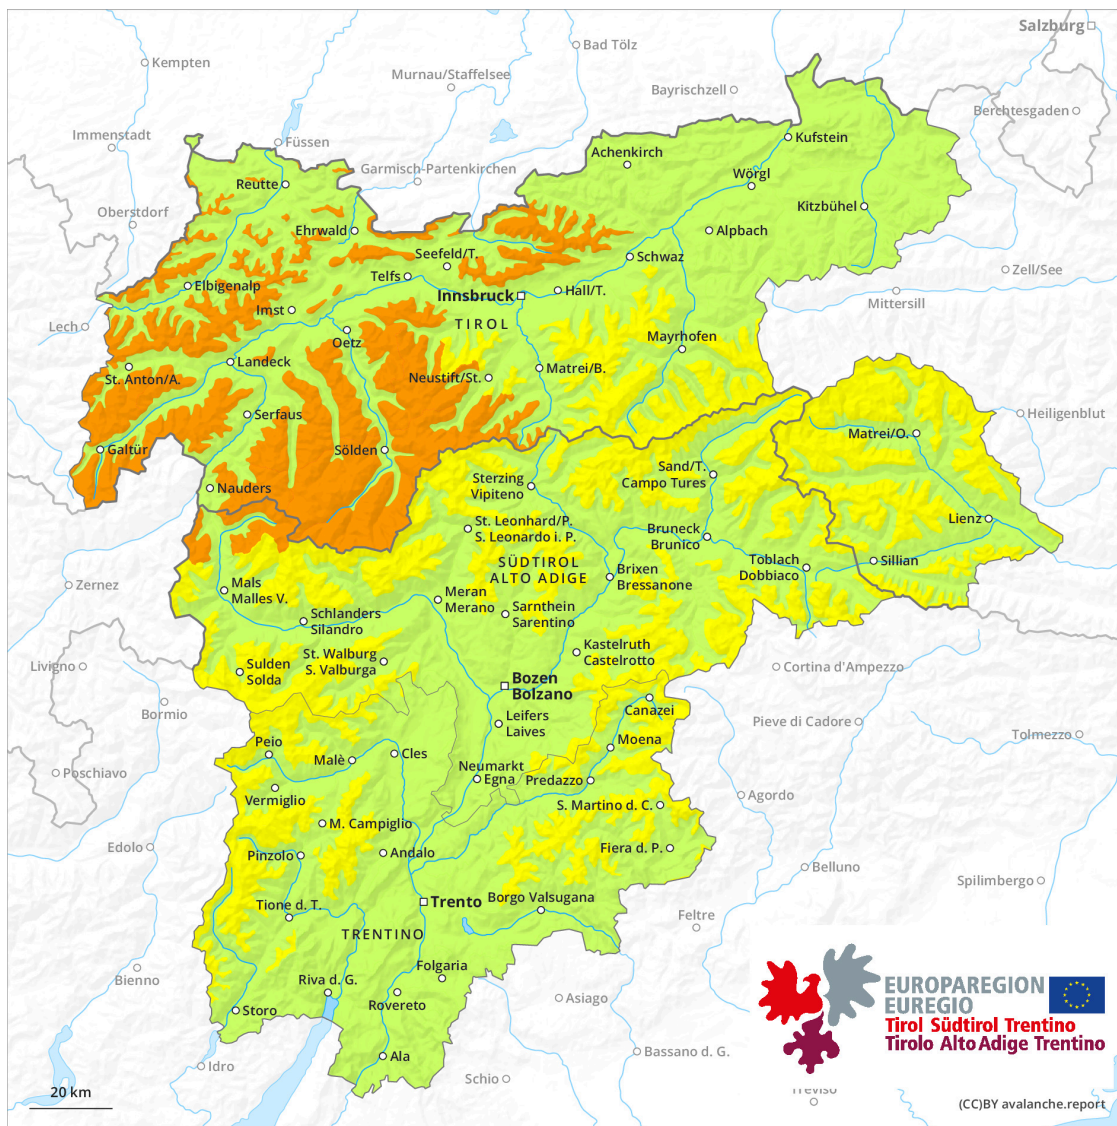 Salzburg
Kempten
Bad Tölz
Murnau/Staffelsee
Bayrischzell
Berchtesgaden
Immenstadt
Füssen
Kufstein
Achenkirch
Garmisch-Partenkirchen
Wörgl
Reutte
Kitzbühel
Oberstdorf
Ehrwald
Alpbach
Seefeld/T.
Schwaz
Zell/See
Telfs
Elbigenalp
Innsbruck
Hall/T.
Mittersill
Imst
TIROL
Lech
Oetz
Mayrhofen
Landeck
Matrei/B.
St. Anton/A.
Neustift/St.
Serfaus
Heiligenblut
Matrei/O.
Galtür
Sölden
Sand/T.
Campo Tures
Sterzing
Vipiteno
Nauders
Lienz
St. Leonhard/P.
S. Leonardo i. P.
Bruneck
Brunico
SÜDTIROL
ALTO ADIGE
Toblach
Dobbiaco
Sillian
Brixen
Bressanone
Zernez
Mals
Malles V.
Meran
Merano
Sarnthein
Sarentino
Schlanders
Silandro
Kastelruth
Castelrotto
St. Walburg
S. Valburga
Livigno
Sulden
Solda
Cortina d'Ampezzo
Bozen
Bolzano
Bormio
Canazei
Leifers
Laives
Pieve di Cadore
Tolmezzo
Moena
Peio
Cles
Malè
Neumarkt
Egna
Predazzo
Poschiavo
Vermiglio
Agordo
S. Martino d. C.
M. Campiglio
Edolo
Pinzolo
Andalo
Fiera d. P.
Belluno
Spilimbergo
Trento
Borgo Valsugana
Tione d. T.
Feltre
TRENTINO
Folgaria
Bienno
Riva d. G.
EUROPAREGION
EUREGIO
Tirol Südtirol Trentino
Tirolo Alto Adige Trentino
Asiago
Storo
Rovereto
Ala
Bassano d. G.
Idro
Schio
Treviso
20 km
(CC)BY avalanche.report